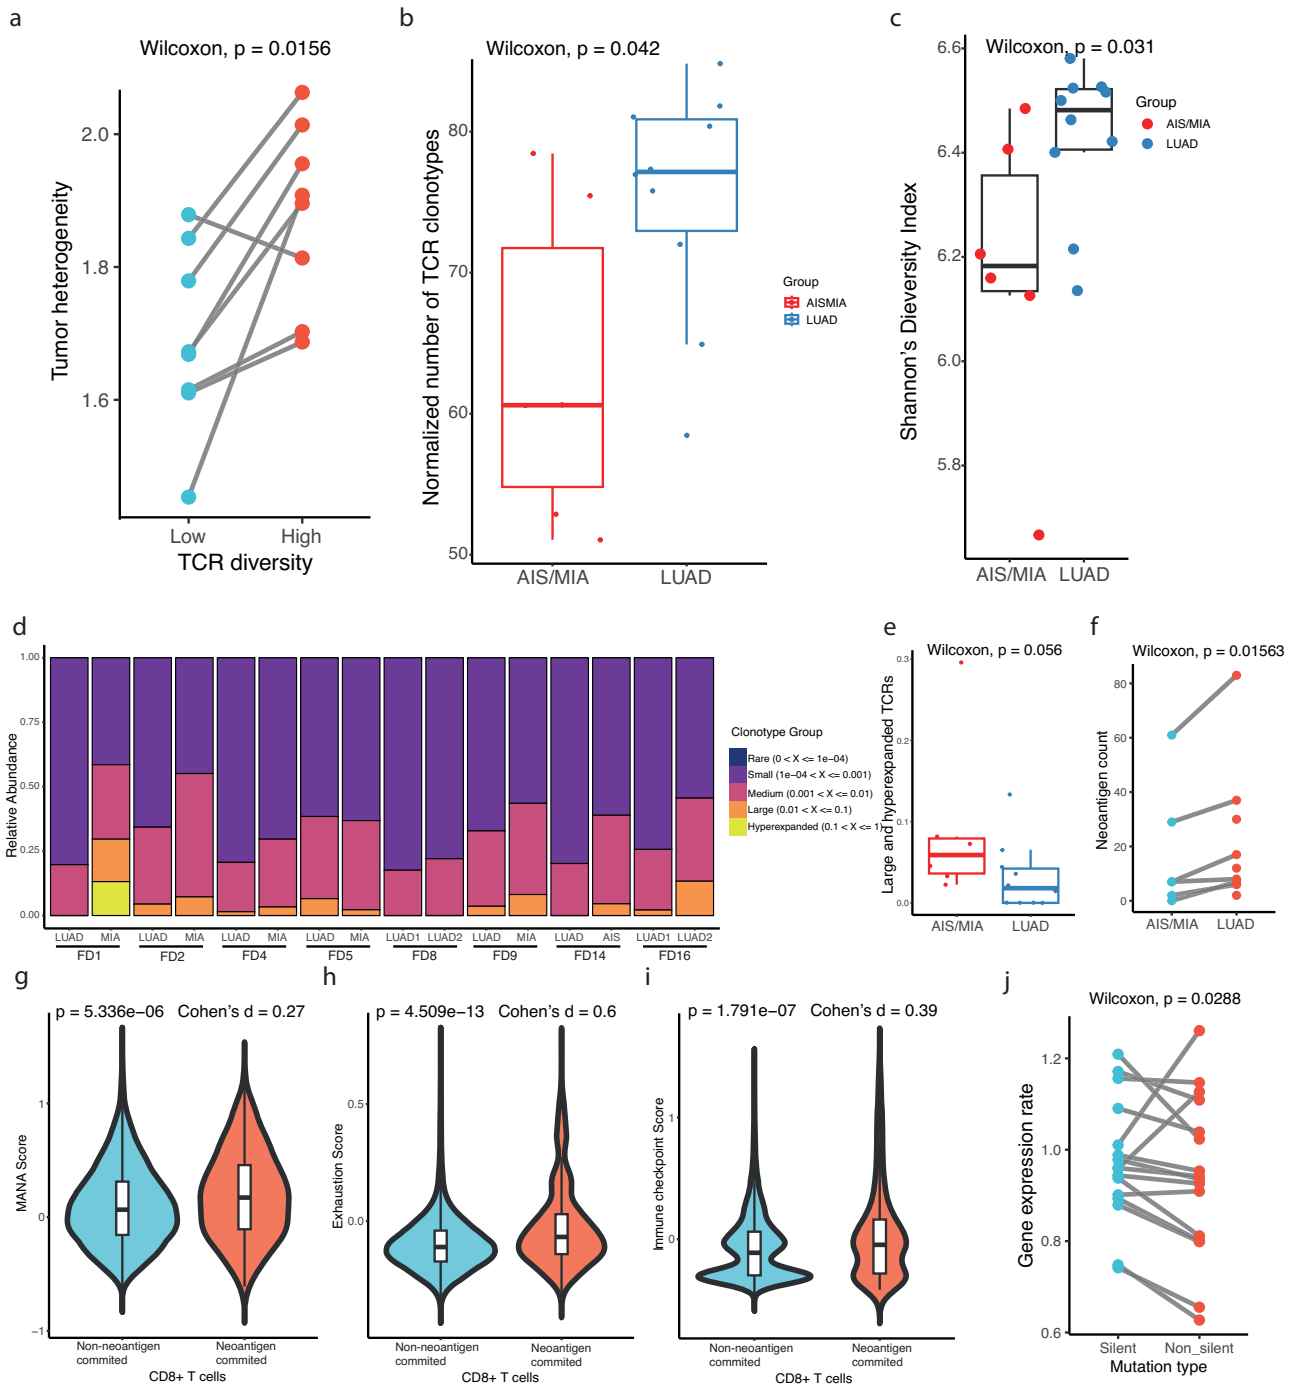 a
Wilcoxon, p = 0.0156
Tumor heterogeneity
2.0
1.8
1.6
Low
High
TCR diversity
b
Wilcoxon, p = 0.042
Normalized number of TCR clonotypes
80
70
60
50
AIS/MIA
LUAD
Group
AISMIA
LUAD
c
Wilcoxon, p = 0.031
Shannon's Dieversity Index
6.6
6.4
6.2
6.0
5.8
AIS/MIA
LUAD
Group
AIS/MIA
LUAD
d
Relative Abundance
1.00
0.75
0.50
0.25
0.00
LUAD MIA LUAD MIA LUAD MIA LUAD MIA LUAD1 LUAD2 LUAD MIA LUAD AIS LUAD1 LUAD2
FD1 FD2 FD4 FD5 FD8 FD9 FD14 FD16
Clonotype Group
Rare (0 < X <= 1e-04)
Small (1e-04 < X <= 0.001)
Medium (0.001 < X <= 0.01)
Large (0.01 < X <= 0.1)
Hyperexpanded (0.1 < X <= 1)
e
Wilcoxon, p = 0.056
Large and hyperexpanded TCRs
0.3
0.2
0.1
0.0
AIS/MIA
LUAD
f
Wilcoxon, p = 0.01563
Neoantigen count
80
60
40
20
0
AIS/MIA
LUAD
g
p = 5.336e-06 Cohen's d = 0.27
MANA Score
1
0
-1
Non-neoantigen
commited
Neoantigen
commited
CD8+ T cells
h
p = 4.509e-13 Cohen's d = 0.6
Exhaustion Score
0.5
0.0
Non-neoantigen
commited
Neoantigen
commited
CD8+ T cells
i
p = 1.791e-07 Cohen's d = 0.39
Immune checkpoint Score
1
0
Non-neoantigen
commited
Neoantigen
commited
CD8+ T cells
j
Wilcoxon, p = 0.0288
Gene expression rate
1.2
1.0
0.8
0.6
Silent
Non_silent
Mutation type